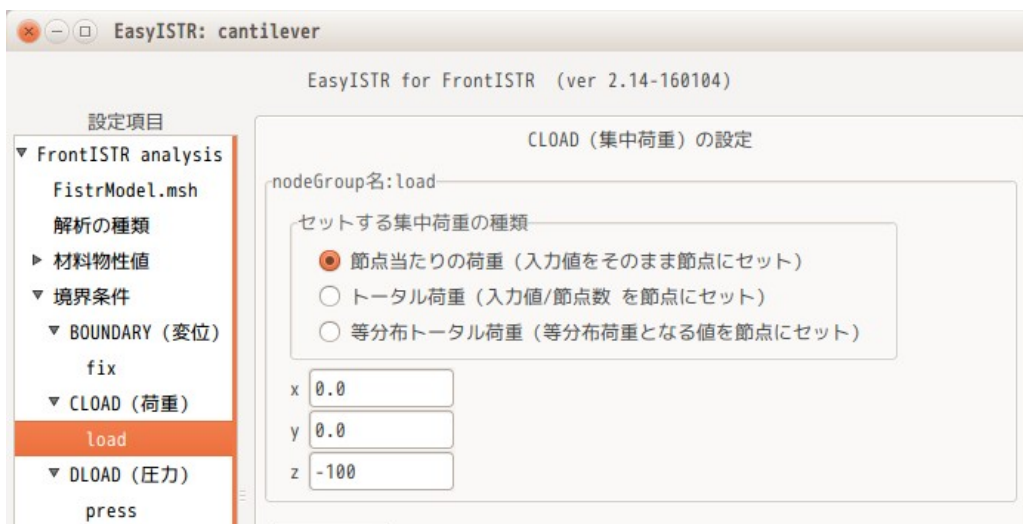 EasyISTR: cantilever
EasyISTR for FrontISTR (ver 2.14-160104)
設定項目
FrontISTR analysis
FistrModel.msh
解析の種類
材料物性値
境界条件
BOUNDARY (変位)
fix
CLOAD (荷重)
load
DLOAD (圧力)
press
CLOAD (集中荷重) の設定
nodeGroup名:load
セットする集中荷重の種類
節点当たりの荷重 (入力値をそのまま節点にセット)
トータル荷重 (入力値/節点数 を節点にセット)
等分布トータル荷重 (等分布荷重となる値を節点にセット)
x 0.0
y 0.0
z -100